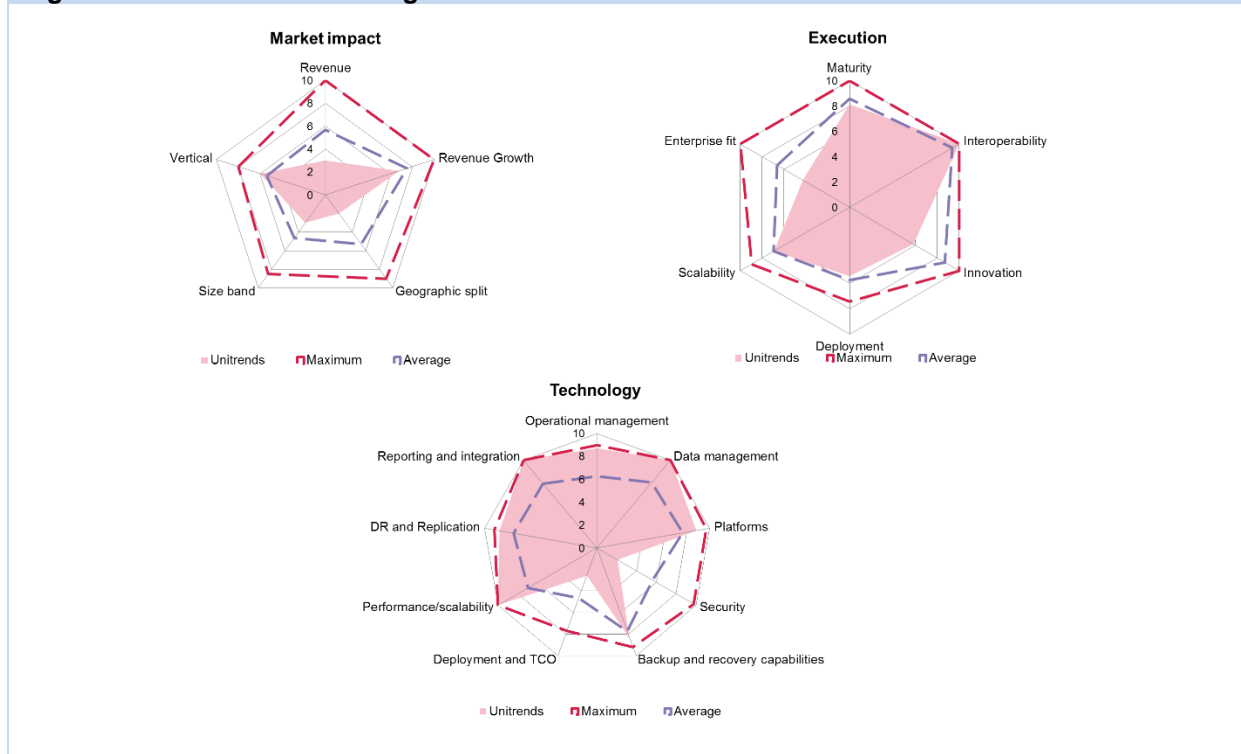 Market impact
Revenue
10
8
6
4
2
0
Vertical
Revenue Growth
Size band
Geographic split
Unitrends
Maximum
Average
Execution
Maturity
10
8
6
4
2
0
Enterprise fit
Interoperability
Scalability
Innovation
Deployment
Unitrends
Maximum
Average
Technology
Operational management
10
8
6
4
2
0
Reporting and integration
Data management
DR and Replication
Platforms
Performance/scalability
Security
Deployment and TCO
Backup and recovery capabilities
Unitrends
Maximum
Average